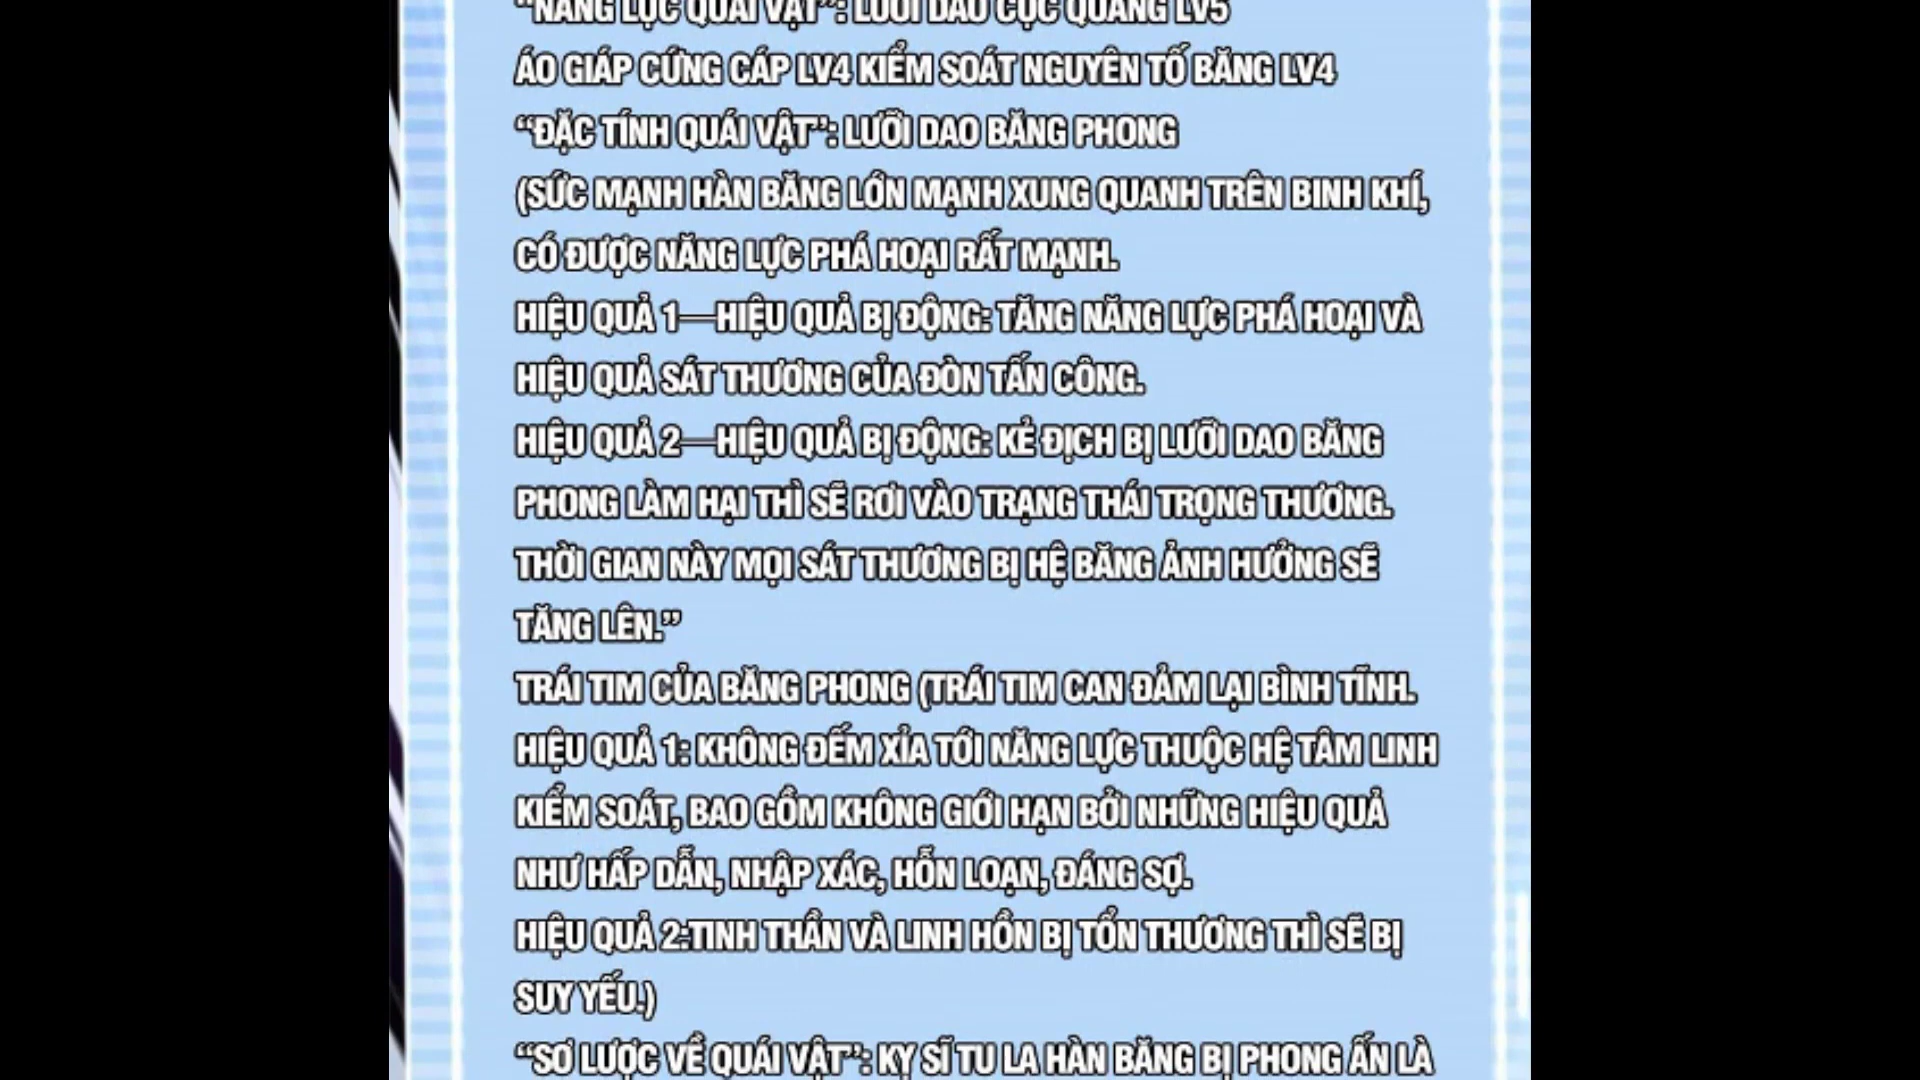 “NĂNG LỰC QUÁI VẬT”: LƯỠI DAO CỰC QUANG LV5
ÁO GIÁP CỨNG CÁP LV4 KIỂM SOÁT NGUYÊN TỐ BĂNG LV4
“ĐẶC TÍNH QUÁI VẬT”: LƯỠI DAO BĂNG PHONG
(SỨC MẠNH HÀN BĂNG LỚN MẠNH XUNG QUANH TRÊN BINH KHÍ,
CÓ ĐƯỢC NĂNG LỰC PHÁ HOẠI RẤT MẠNH.
HIỆU QUẢ 1—HIỆU QUẢ BỊ ĐỘNG: TĂNG NĂNG LỰC PHÁ HOẠI VÀ
HIỆU QUẢ SÁT THƯƠNG CỦA ĐÒN TẤN CÔNG.
HIỆU QUẢ 2—HIỆU QUẢ BỊ ĐỘNG: KẺ ĐỊCH BỊ LƯỠI DAO BĂNG
PHONG LÀM HẠI THÌ SẼ RƠI VÀO TRẠNG THÁI TRỌNG THƯƠNG.
THỜI GIAN NÀY MỌI SÁT THƯƠNG BỊ HỆ BĂNG ẢNH HƯỞNG SẼ
TĂNG LÊN.”
TRÁI TIM CỦA BĂNG PHONG (TRÁI TIM CAN ĐẢM LẠI BÌNH TĨNH.
HIỆU QUẢ 1: KHÔNG ĐẾM XỈA TỚI NĂNG LỰC THUỘC HỆ TÂM LINH
KIỂM SOÁT, BAO GỒM KHÔNG GIỚI HẠN BỞI NHỮNG HIỆU QUẢ
NHƯ HẤP DẪN, NHẬP XÁC, HỖN LOẠN, ĐÁNG SỢ.
HIỆU QUẢ 2:TINH THẦN VÀ LINH HỒN BỊ TỔN THƯƠNG THÌ SẼ BỊ
SUY YẾU.)
“SƠ LƯỢC VỀ QUÁI VẬT”: KỴ SĨ TU LA HÀN BĂNG BỊ PHONG ẤN LÀ